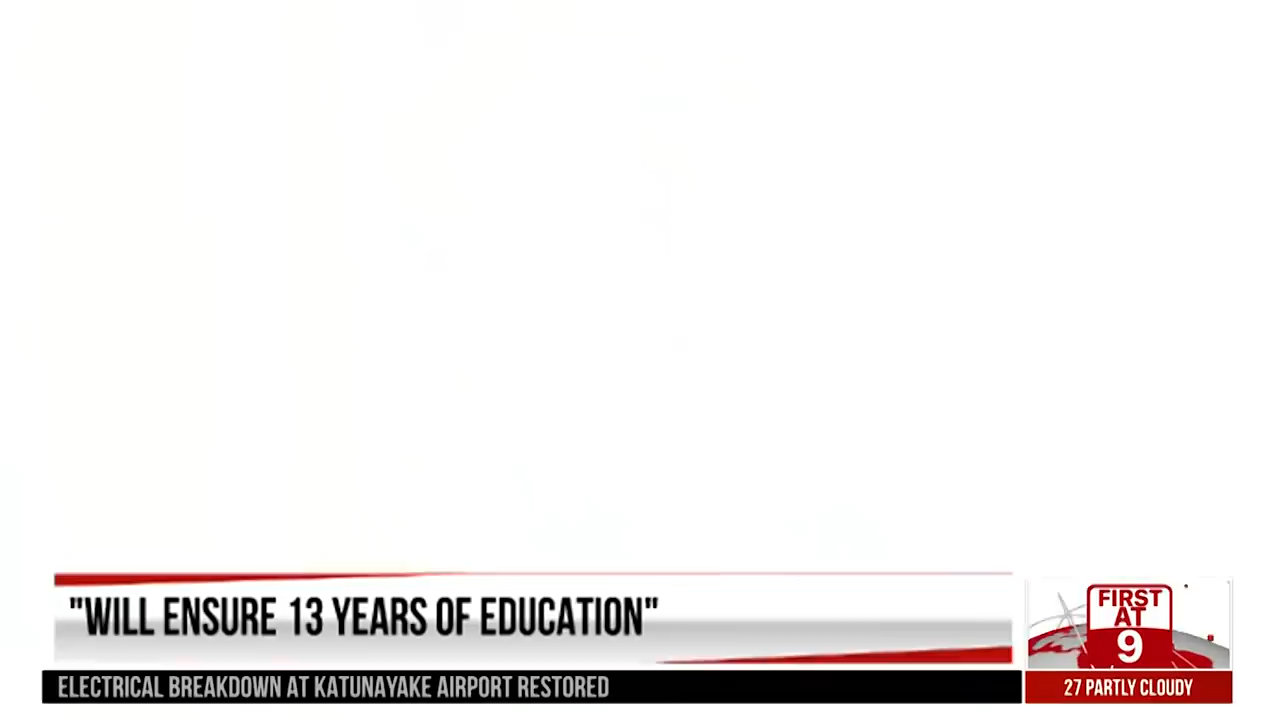 "WILL ENSURE 13 YEARS OF EDUCATION"
FIRST
AT
9
ELECTRICAL BREAKDOWN AT KATUNAYAKE AIRPORT RESTORED
27 PARTLY CLOUDY